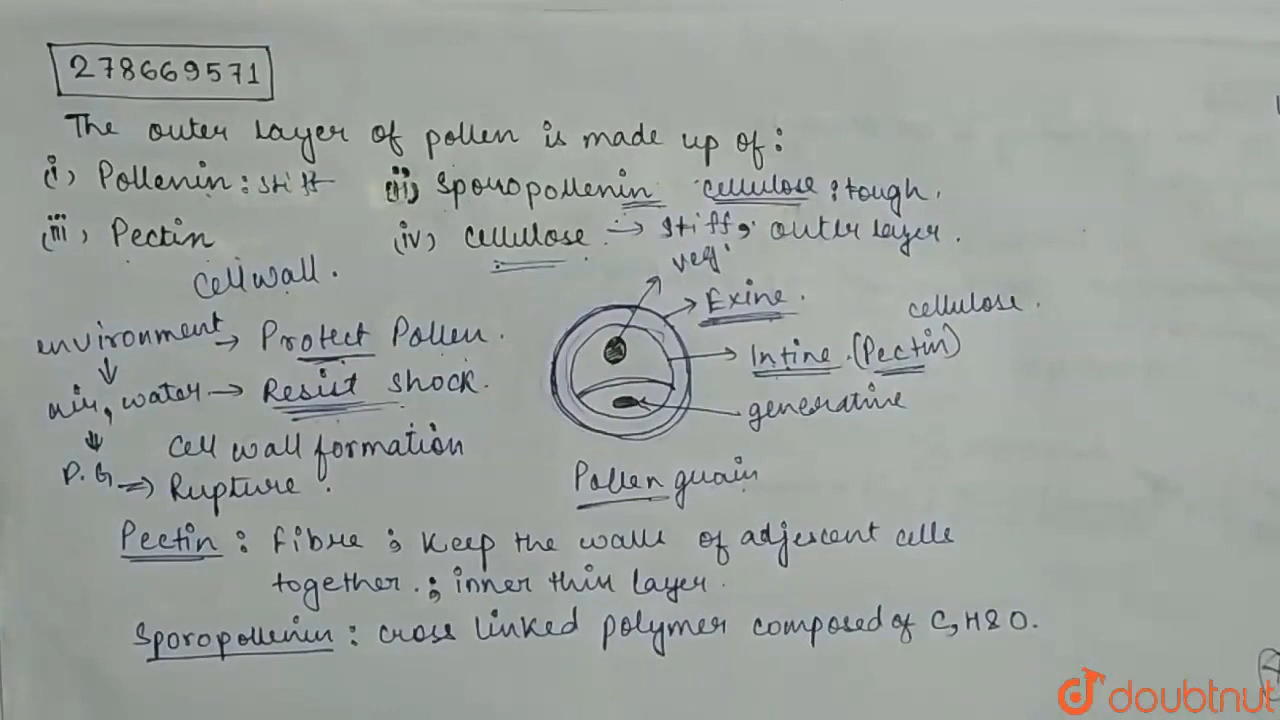 278669571
The outer layer of pollen is made up of:
(i) Pollenin: stiff (ii) Sporopollenin cellulose: tough.
(iii) Pectin (iv) cellulose → stiff, outer layer.
cell wall. veg
Exine. cellulose.
environment → Protect Pollen.
Intine. (Pectin)
air, water → Resist shock.
generative
cell wall formation
P.G ⇒ Rupture.
Pollen grain
Pectin: fibre; Keep the walls of adjescent cells
together.; inner thin layer.
Sporopollenin: cross linked polymer composed of C, H & O.
doubtnut